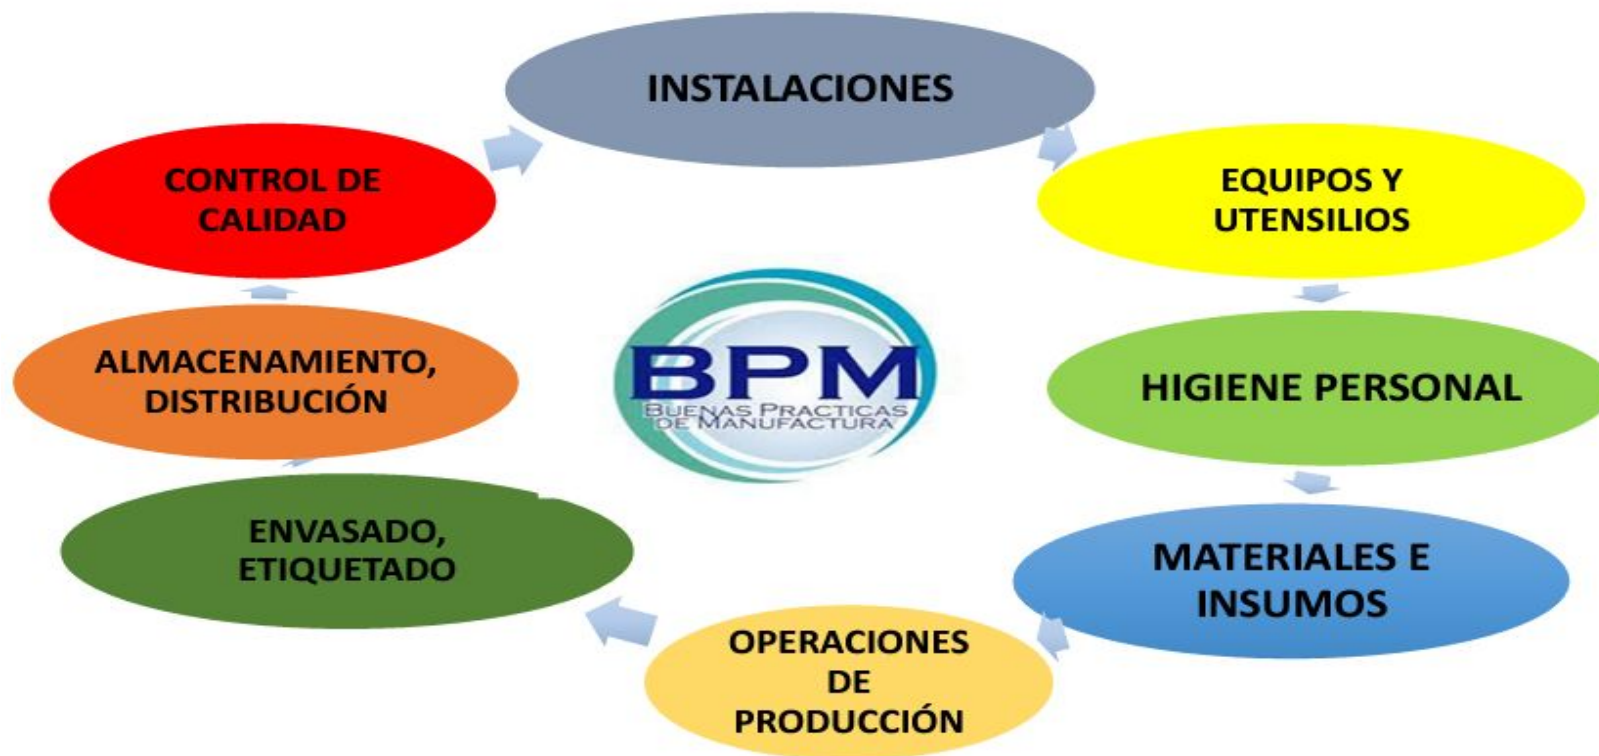 INSTALACIONES
EQUIPOS Y
UTENSILIOS
HIGIENE PERSONAL
MATERIALES E
INSUMOS
OPERACIONES
DE
PRODUCCIÓN
ENVASADO,
ETIQUETADO
ALMACENAMIENTO,
DISTRIBUCIÓN
CONTROL DE
CALIDAD
BPM
BUENAS PRACTICAS
DE MANUFACTURA